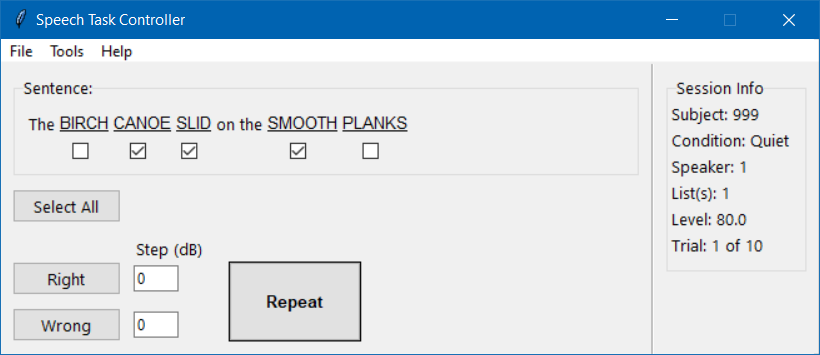 Speech Task Controller
File Tools Help
Sentence:
The BIRCH CANOE SLID on the SMOOTH PLANKS
Select All
Step (dB)
Right 0
Wrong 0
Repeat
Session Info
Subject: 999
Condition: Quiet
Speaker: 1
List(s): 1
Level: 80.0
Trial: 1 of 10